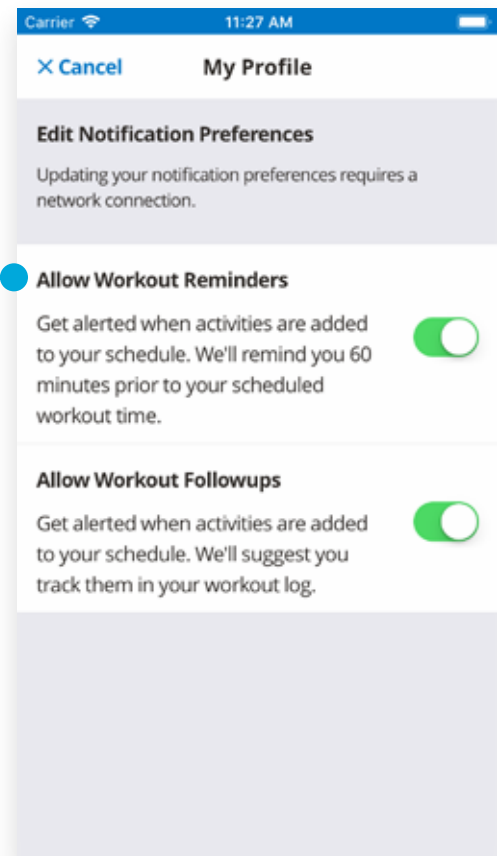 Carrier 11:27 AM
× Cancel My Profile
Edit Notification Preferences
Updating your notification preferences requires a
network connection.
Allow Workout Reminders
Get alerted when activities are added
to your schedule. We'll remind you 60
minutes prior to your scheduled
workout time.
Allow Workout Followups
Get alerted when activities are added
to your schedule. We'll suggest you
track them in your workout log.